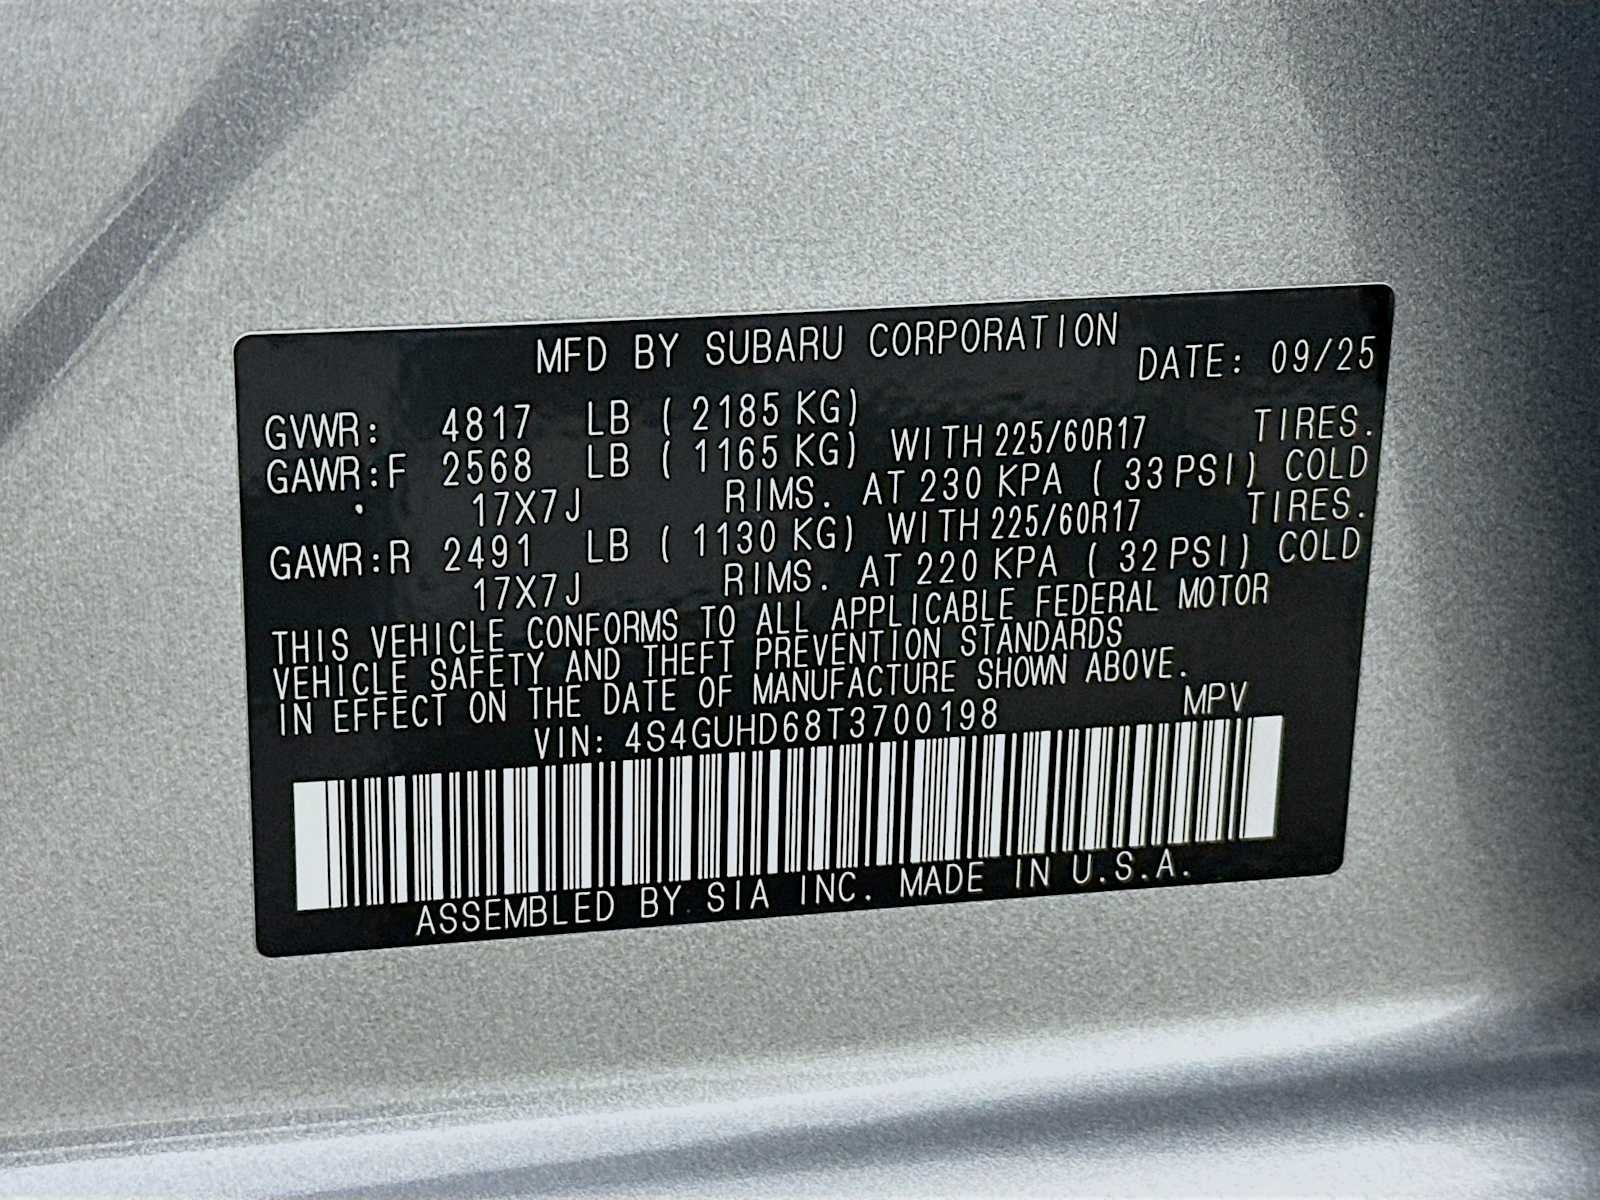 MFD BY SUBARU CORPORATION DATE: 09/25
GVWR: 4817 LB ( 2185 KG)
GAWR:F 2568 LB ( 1165 KG) WITH 225/60R17 TIRES.
17X7J RIMS. AT 230 KPA ( 33 PSI) COLD
GAWR:R 2491 LB ( 1130 KG) WITH 225/60R17 TIRES.
17X7J RIMS. AT 220 KPA ( 32 PSI) COLD
THIS VEHICLE CONFORMS TO ALL APPLICABLE FEDERAL MOTOR
VEHICLE SAFETY AND THEFT PREVENTION STANDARDS
IN EFFECT ON THE DATE OF MANUFACTURE SHOWN ABOVE.
VIN: 4S4GUHD68T3700198 MPV
ASSEMBLED BY SIA INC. MADE IN U.S.A.